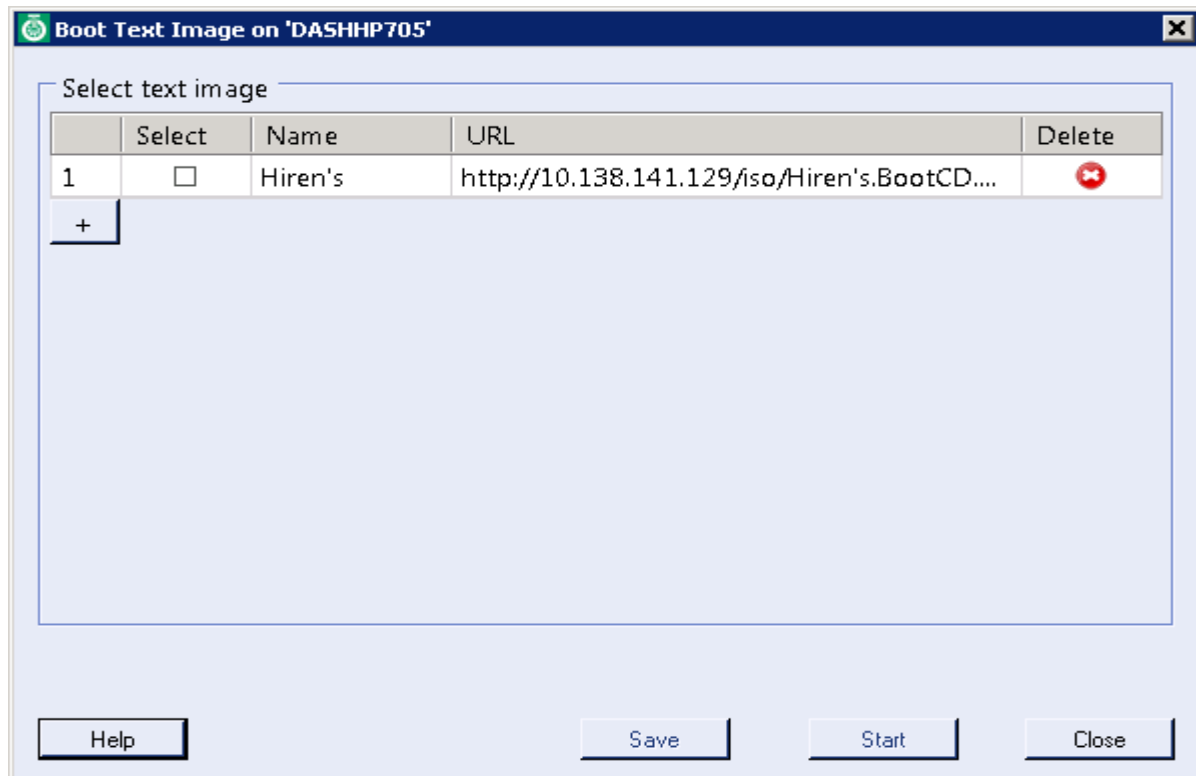 Boot Text Image on 'DASHHP705'
Select text image
Select Name URL Delete
1 Hiren's http://10.138.141.129/iso/Hiren's.BootCD....
+
Help Save Start Close